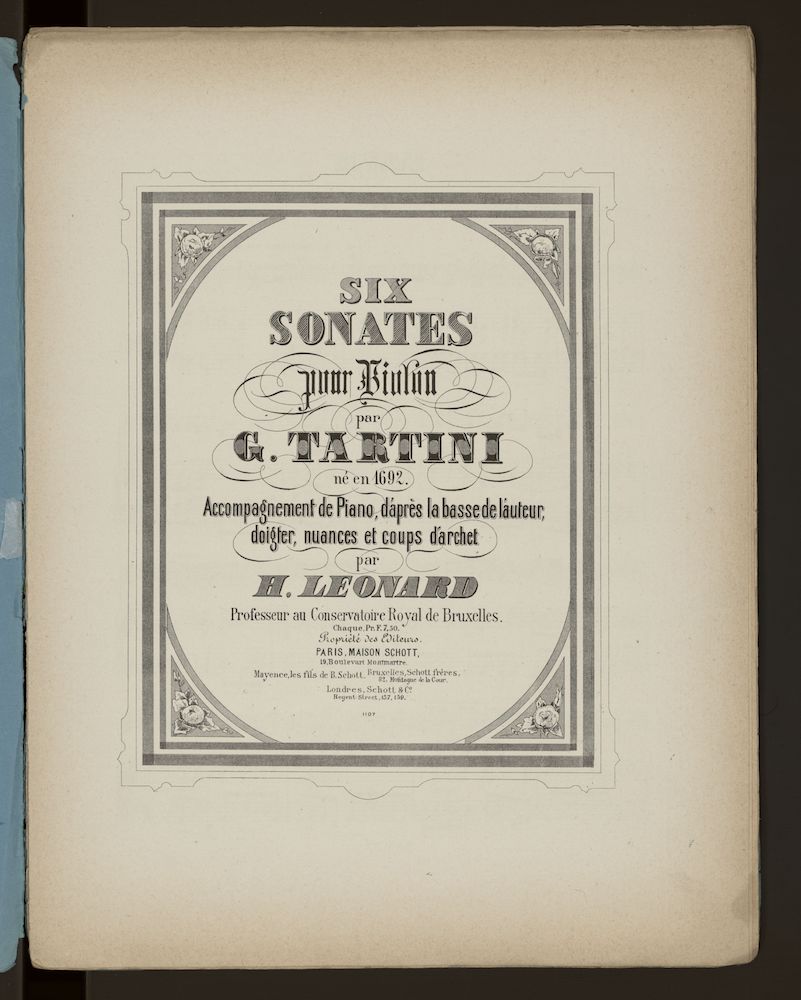 SIX
SONATES
pour Violon
par
G. TARTINI
né en 1692.
Accompagnement de Piano, d'après la basse de l'auteur,
doigter, nuances et coups d'archet
par
H. LEONARD
Professeur au Conservatoire Royal de Bruxelles.
Chaque, Pr. F. 7, 50.
Propriété des Editeurs.
PARIS, MAISON SCHOTT,
19, Boulevart Montmartre.
Mayence, les fils de B. Schott. Bruxelles, Schott frères,
82, Montagne de la Cour.
Londres, Schott & Co.
Regent Street, 157, 159.
1107